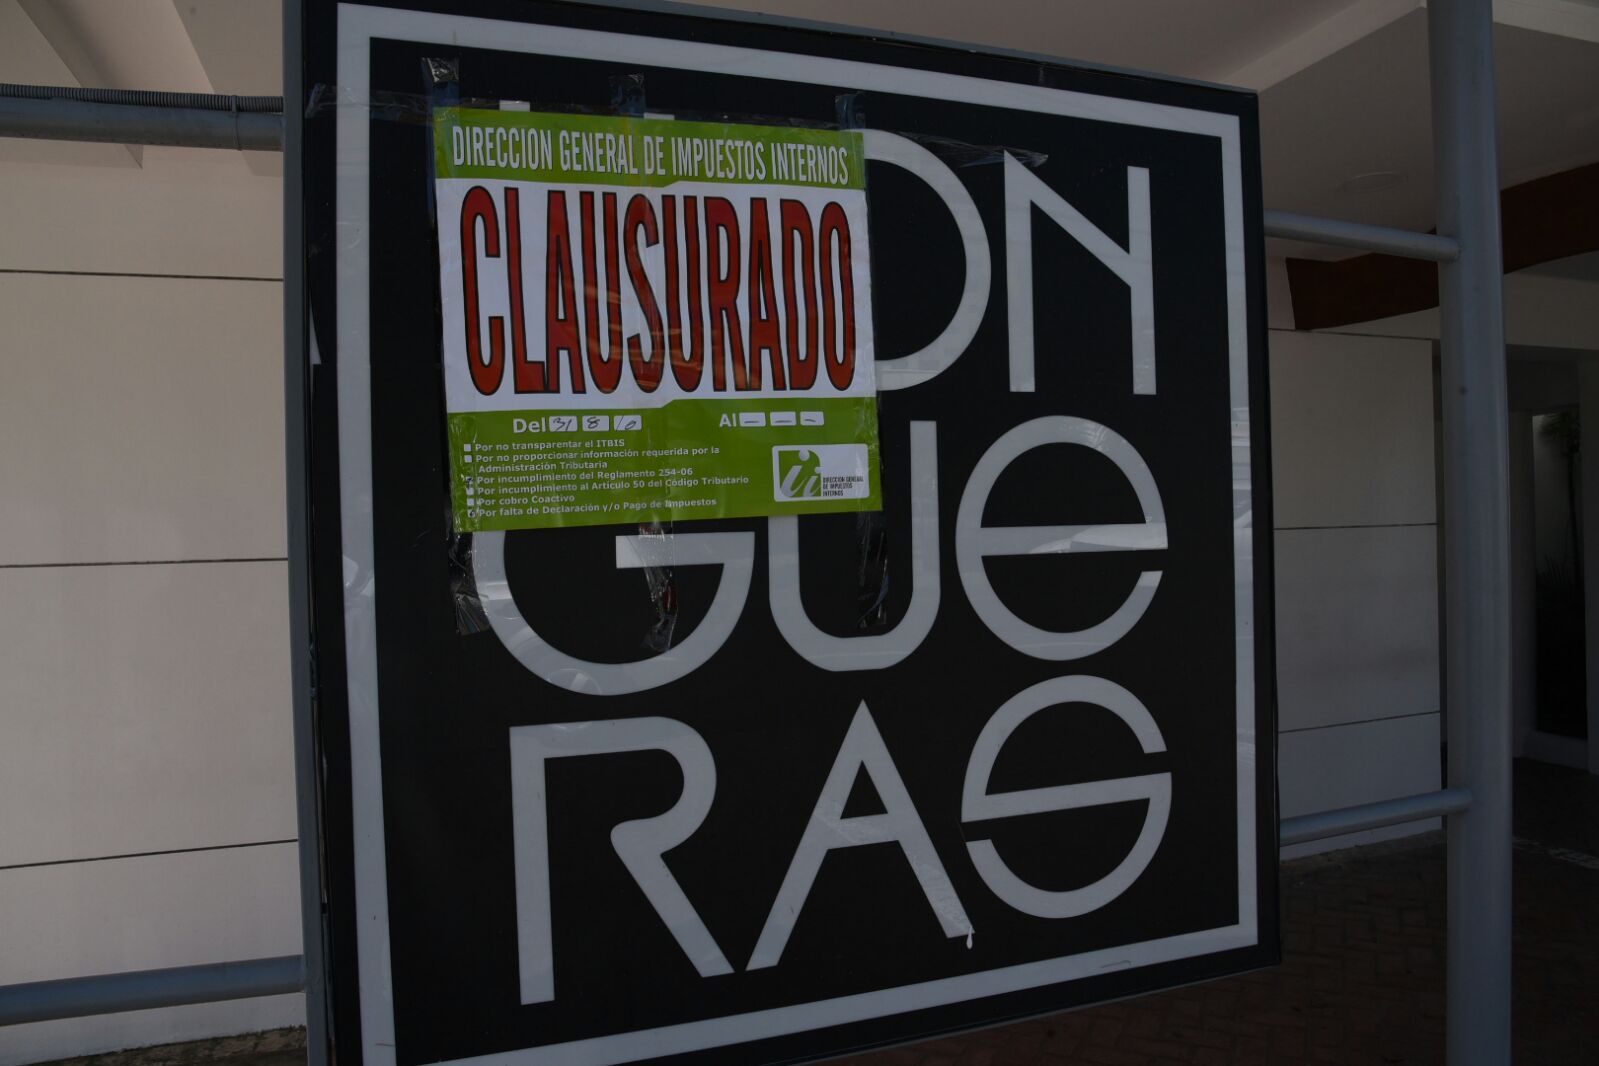 DIRECCION GENERAL DE IMPUESTOS INTERNOS
CLAUSURADO
Del 31 8 16 Al - - -
Por no transparentar el ITBIS
Por no proporcionar información requerida por la
Administración Tributaria
Por incumplimiento del Reglamento 254-06
Por incumplimiento al Artículo 50 del Código Tributario
Por cobro Coactivo
Por falta de Declaración y/o Pago de Impuestos
DIRECCION GENERAL
DE IMPUESTOS
INTERNOS
ON
GUE
RAS